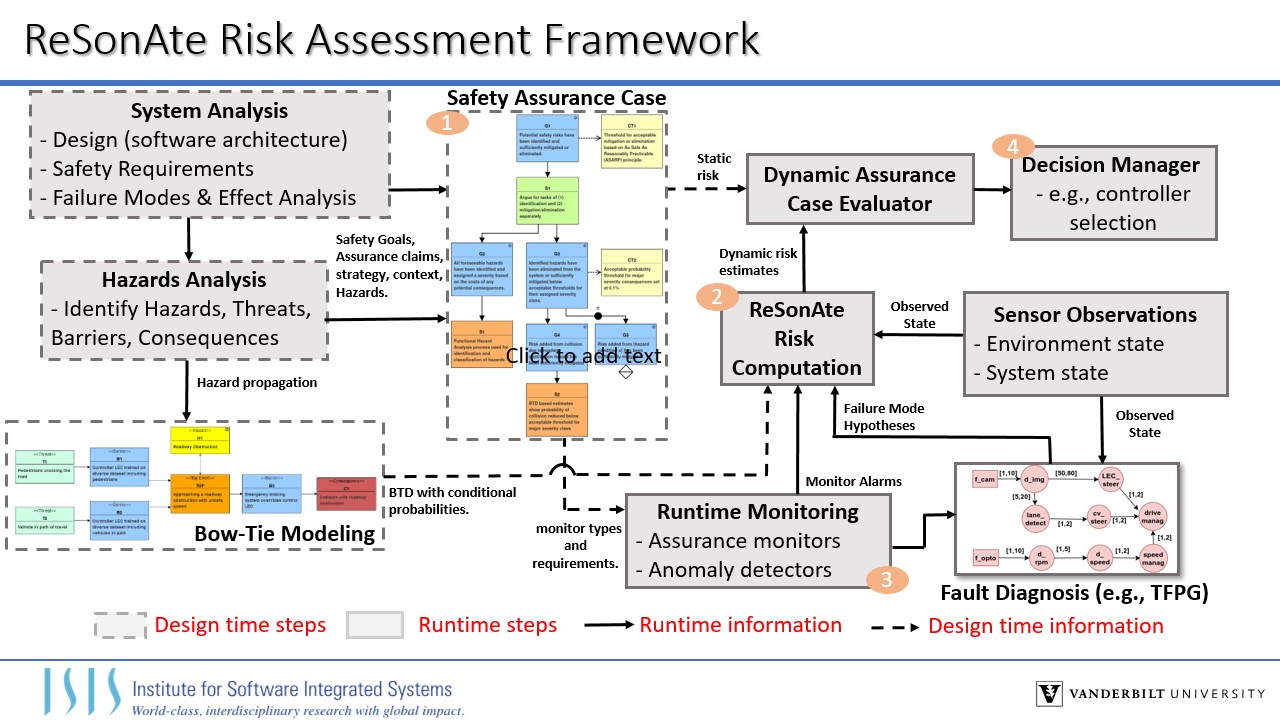 ReSonAte Risk Assessment Framework
System Analysis
- Design (software architecture)
- Safety Requirements
- Failure Modes & Effect Analysis
Hazards Analysis
- Identify Hazards, Threats,
Barriers, Consequences
Safety Goals,
Assurance claims,
strategy, context,
Hazards.
Hazard propagation
Safety Assurance Case
1
G1
Potential safety risks have
been identified and
sufficiently mitigated or
eliminated.
CT1
Threshold for acceptable
mitigation or elimination
based on As Safe As
Reasonably Practicable
(ASARP) principle.
S1
Argue for tasks of (1)
identification and (2)
mitigation/elimination
separately
G2
All foreseeable hazards
have been identified and
assigned a severity based
on the costs of any
potential consequences.
G3
Identified hazards have
been eliminated from the
system or sufficiently
mitigated below
acceptable thresholds for
their assigned severity
class.
CT2
Acceptable probability
threshold for major
severity consequences set
at 0.1%
S1
Functional Hazard
Analysis process used for
identification and
classification of hazards
G4
Risk added from collision
G5
Risk added from (hazard
Click to add text
S2
BTD based estimates
show probability of
collision reduced below
acceptable threshold for
major severity class.
Static
risk
Dynamic Assurance
Case Evaluator
4
Decision Manager
- e.g., controller
selection
Dynamic risk
estimates
2
ReSonAte
Risk
Computation
Observed
State
Sensor Observations
- Environment state
- System state
Failure Mode
Hypotheses
Observed
State
<<Hazard>>
H1
Roadway Obstruction
<<Threat>>
T1
Pedestrians crossing the
road
<<Barrier>>
B1
Controller LEC trained on
diverse dataset including
pedestrians
<<Top Event>>
TOP
Approaching a roadway
obstruction with unsafe
speed
<<Barrier>>
B3
Emergency braking
system overrides control
LEC
<<Consequence>>
C1
Collision with roadway
obstruction
<<Threat>>
T2
Vehicle in path of travel
<<Barrier>>
B2
Controller LEC trained on
diverse dataset including
vehicles in path
Bow-Tie Modeling
BTD with conditional
probabilities.
monitor types
and
requirements.
Monitor Alarms
Runtime Monitoring
- Assurance monitors
- Anomaly detectors
3
f_cam
[1,10]
d_img
[50,80]
LEC_
steer
[5,20]
[1,2]
lane_
detect
[1,2]
cv_
steer
[1,2]
drive
manag
[1,2]
f_opto
[1,10]
d_
rpm
[1,5]
d_
speed
[1,2]
speed
manag
Fault Diagnosis (e.g., TFPG)
Design time steps
Runtime steps
Runtime information
Design time information
ISIS
Institute for Software Integrated Systems
World-class, interdisciplinary research with global impact.
V
VANDERBILT UNIVERSITY